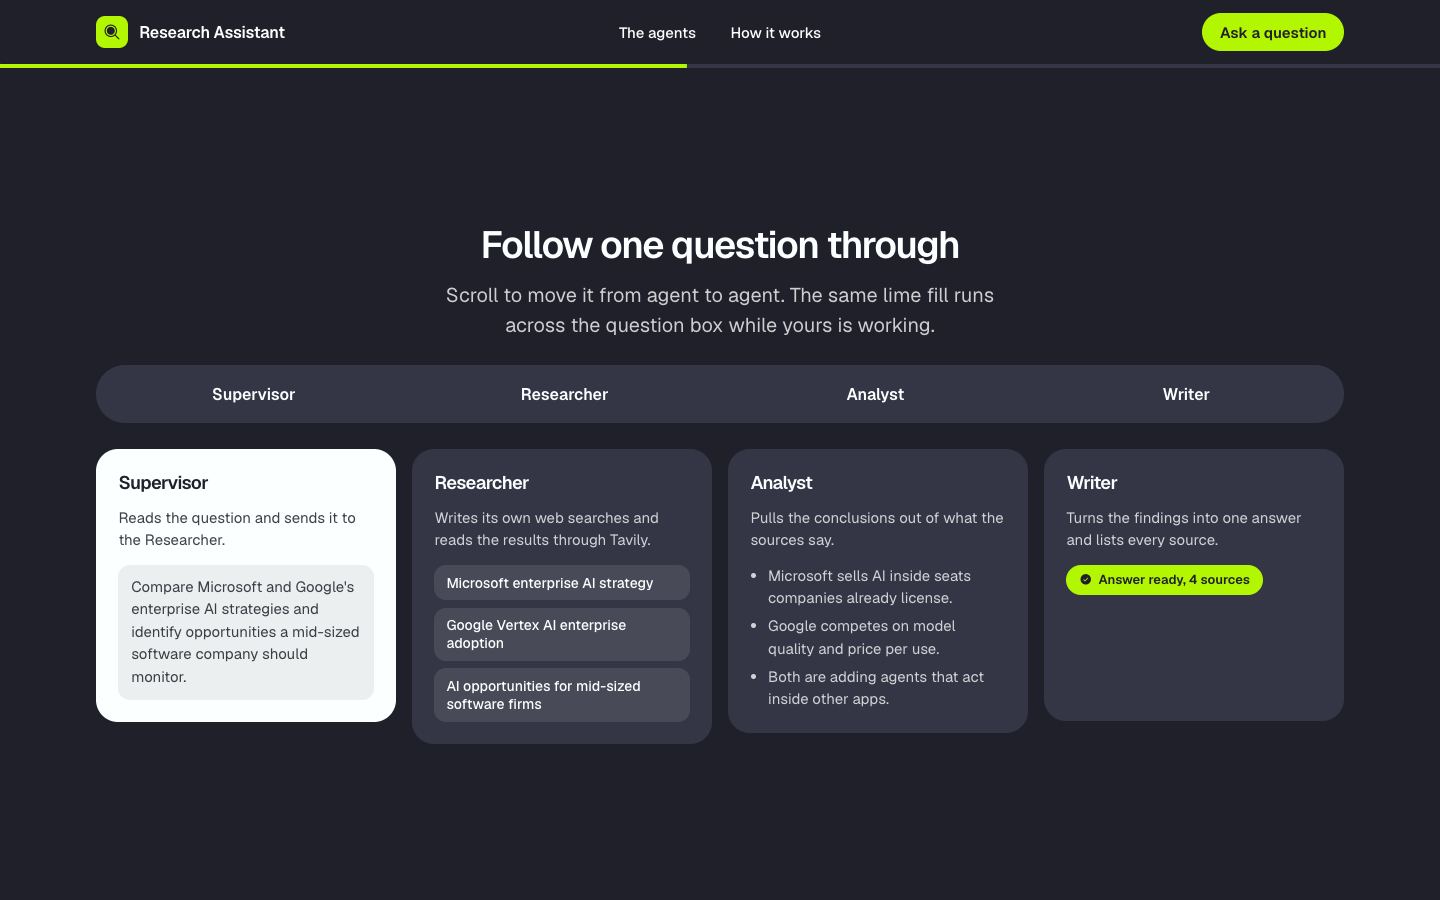 Research Assistant
The agents
How it works
Ask a question
Follow one question through
Scroll to move it from agent to agent. The same lime fill runs
across the question box while yours is working.
Supervisor
Researcher
Analyst
Writer
Supervisor
Reads the question and sends it to
the Researcher.
Compare Microsoft and Google's
enterprise AI strategies and
identify opportunities a mid-sized
software company should
monitor.
Researcher
Writes its own web searches and
reads the results through Tavily.
Microsoft enterprise AI strategy
Google Vertex AI enterprise
adoption
AI opportunities for mid-sized
software firms
Analyst
Pulls the conclusions out of what the
sources say.
• Microsoft sells AI inside seats
companies already license.
• Google competes on model
quality and price per use.
• Both are adding agents that act
inside other apps.
Writer
Turns the findings into one answer
and lists every source.
Answer ready, 4 sources